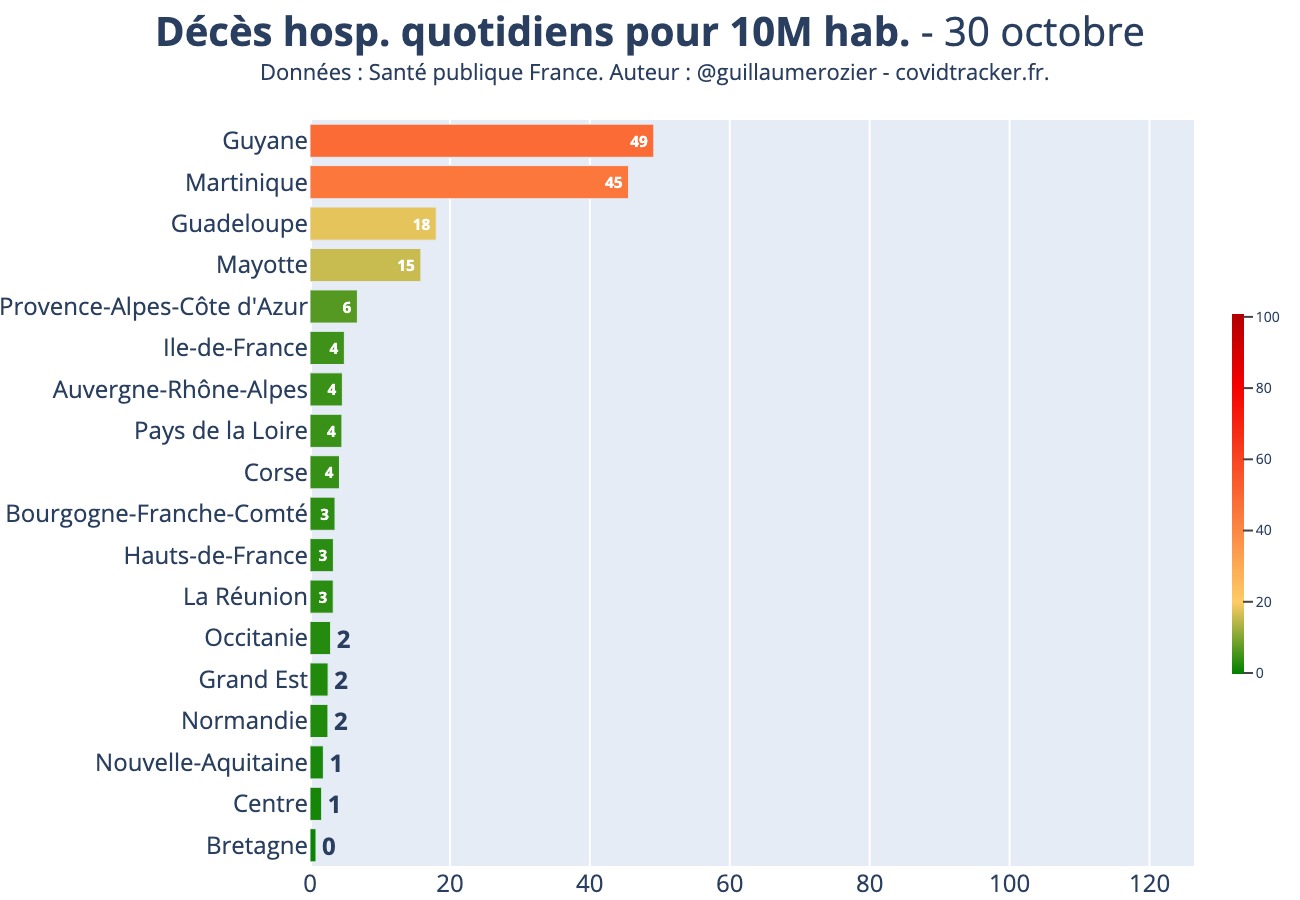 Décès hosp. quotidiens pour 10M hab. - 30 octobre
Données : Santé publique France. Auteur : @guillaumerozier - covidtracker.fr.
Guyane 49
Martinique 45
Guadeloupe 18
Mayotte 15
Provence-Alpes-Côte d'Azur 6
Ile-de-France 4
Auvergne-Rhône-Alpes 4
Pays de la Loire 4
Corse 4
Bourgogne-Franche-Comté 3
Hauts-de-France 3
La Réunion 3
Occitanie 2
Grand Est 2
Normandie 2
Nouvelle-Aquitaine 1
Centre 1
Bretagne 0
0 20 40 60 80 100 120
100
80
60
40
20
0